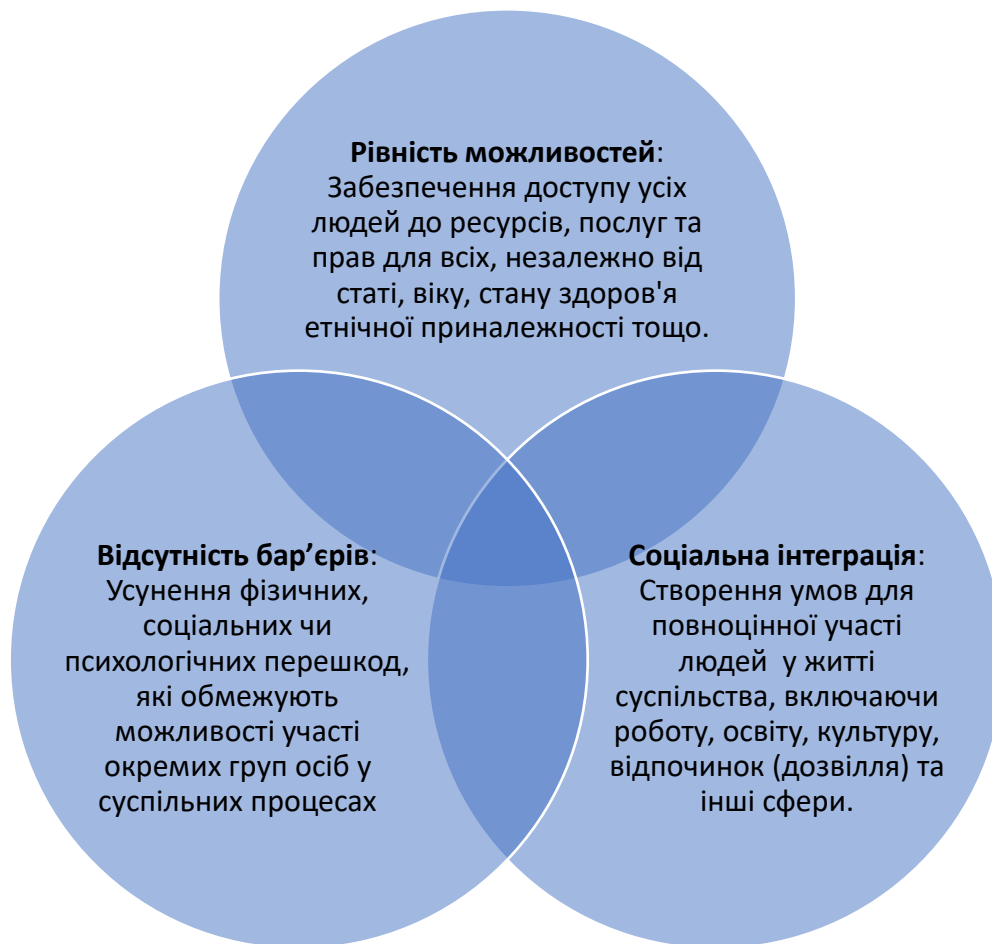 Рівність можливостей:
Забезпечення доступу усіх
людей до ресурсів, послуг та
прав для всіх, незалежно від
статі, віку, стану здоров'я
етнічної приналежності тощо.
Відсутність бар’єрів:
Усунення фізичних,
соціальних чи
психологічних перешкод,
які обмежують
можливості участі
окремих груп осіб у
суспільних процесах
Соціальна інтеграція:
Створення умов для
повноцінної участі
людей  у житті
суспільства, включаючи
роботу, освіту, культуру,
відпочинок (дозвілля) та
інші сфери.